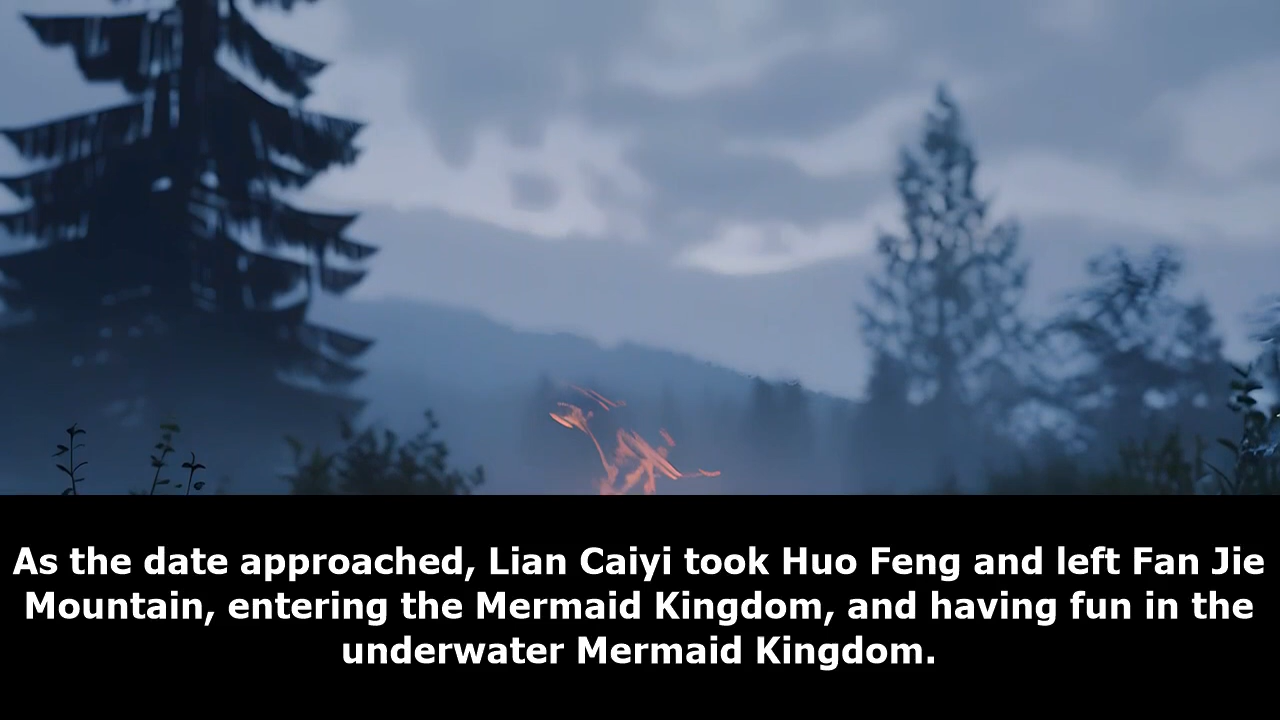 As the date approached, Lian Caiyi took Huo Feng and left Fan Jie
Mountain, entering the Mermaid Kingdom, and having fun in the
underwater Mermaid Kingdom.